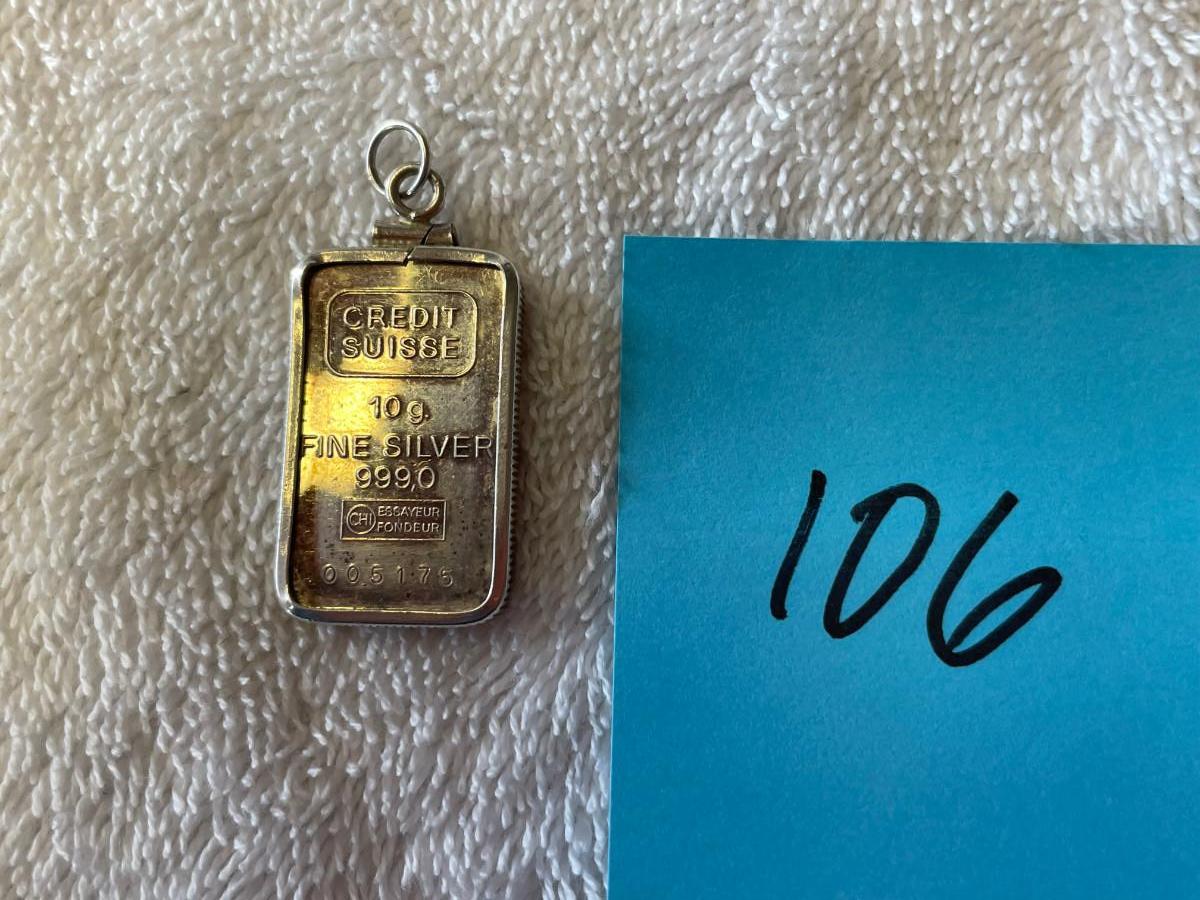 CREDIT
SUISSE
10g.
FINE SILVER
999,0
CHI ESSAYEUR
FONDEUR
005175
106